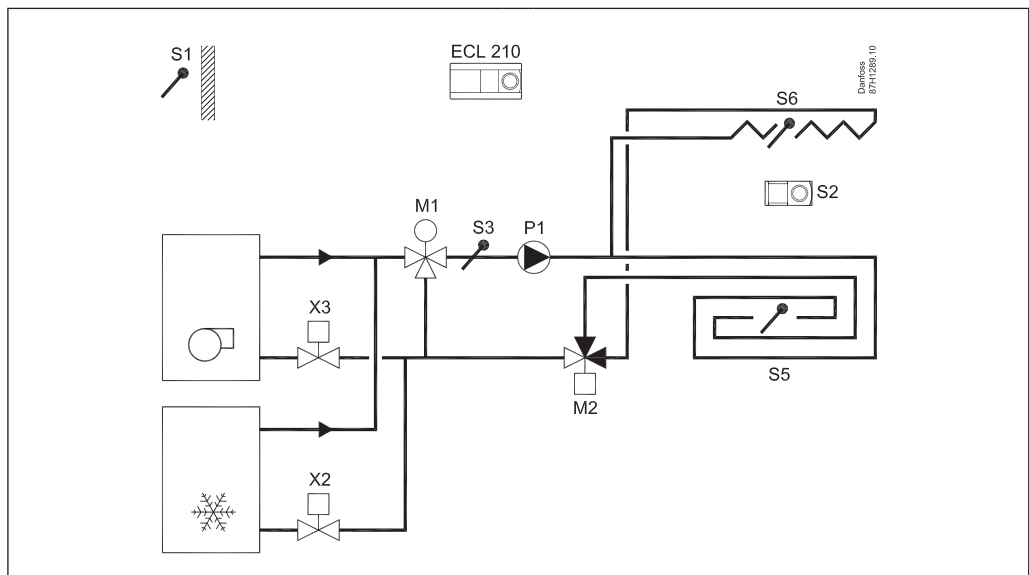 S1
ECL 210
Danfoss
87H1289.10
S6
S2
M1
S3
P1
X3
S5
M2
X2